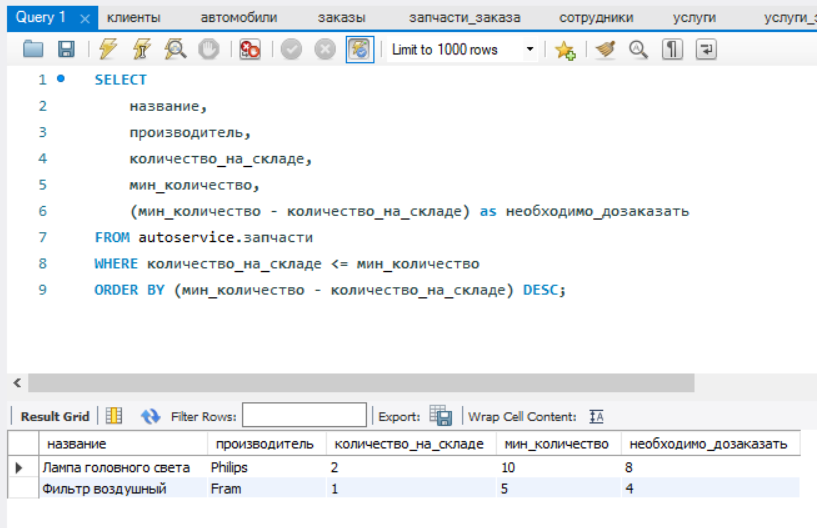 Query 1 клиенты автомобили заказы запчасти_заказа сотрудники услуги
Limit to 1000 rows
1 SELECT
2 название,
3 производитель,
4 количество_на_складе,
5 мин_количество,
6 (мин_количество - количество_на_складе) as необходимо_дозаказать
7 FROM autoservice.запчасти
8 WHERE количество_на_складе <= мин_количество
9 ORDER BY (мин_количество - количество_на_складе) DESC;
Result Grid Filter Rows: Export: Wrap Cell Content:
название производитель количество_на_складе мин_количество необходимо_дозаказать
Лампа головного света Philips 2 10 8
Фильтр воздушный Fram 1 5 4